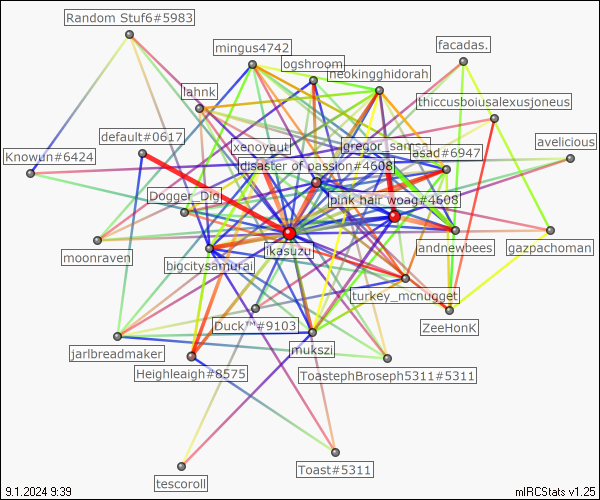 Random Stuf6#5983
mingus4742
facadas.
ogshroom
neokingghidorah
lahnk
thiccusboiusalexusjoneus
default#0617
avelicious
xenoyaut
jgregor_samsa
Knowun#6424
asad#6947
disaster of passion#4608
Dogger_Dig
pink hair woag#4608
moonraven
ikasuzu
jandnewbees
gazpachoman
bigcitysamurai
turkey_mcnugget
Duck™#9103
ZeeHonK
jarlbreadmaker
mukszi
Heighleaigh#8575
ToastephBroseph5311#5311
Toast#5311
tescoroll
9.1.2024 9:39
mIRCStats v1.25